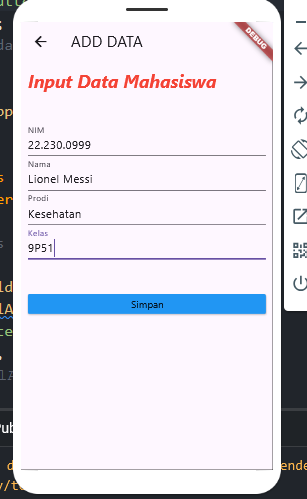 ADD DATA
DEBUG
Input Data Mahasiswa
NIM
22.230.0999
Nama
Lionel Messi
Prodi
Kesehatan
Kelas
9P51
Simpan